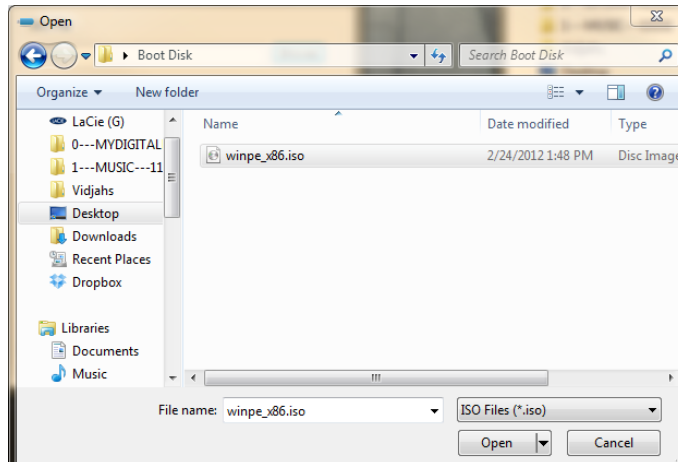 Open
Boot Disk
Search Boot Disk
Organize
New folder
LaCie (G)
0---MYDIGITAL
1---MUSIC---11
Vidjahs
Desktop
Downloads
Recent Places
Dropbox
Libraries
Documents
Music
Name Date modified Type
winpe_x86.iso 2/24/2012 1:48 PM Disc Image
File name: winpe_x86.iso ISO Files (*.iso)
Open Cancel